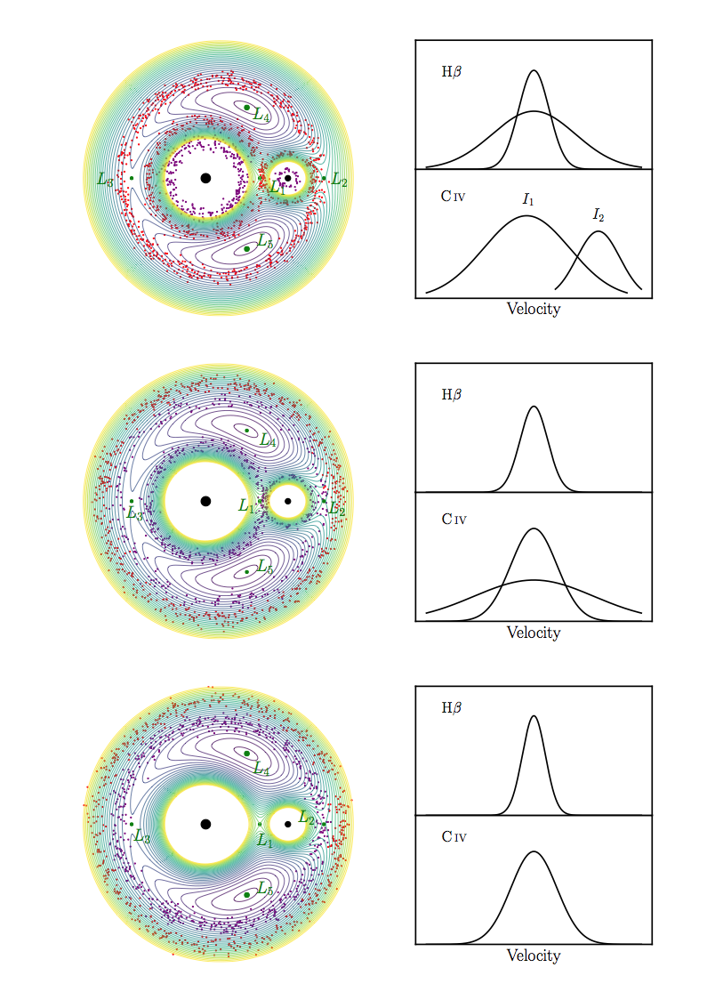 Hβ
L₄
L₃
L₁
L₂
C IV
I₁
I₂
L₅
Velocity
Hβ
L₄
L₁
L₂
L₃
C IV
L₅
Velocity
Hβ
L₄
L₂
L₃
L₁
C IV
L₅
Velocity